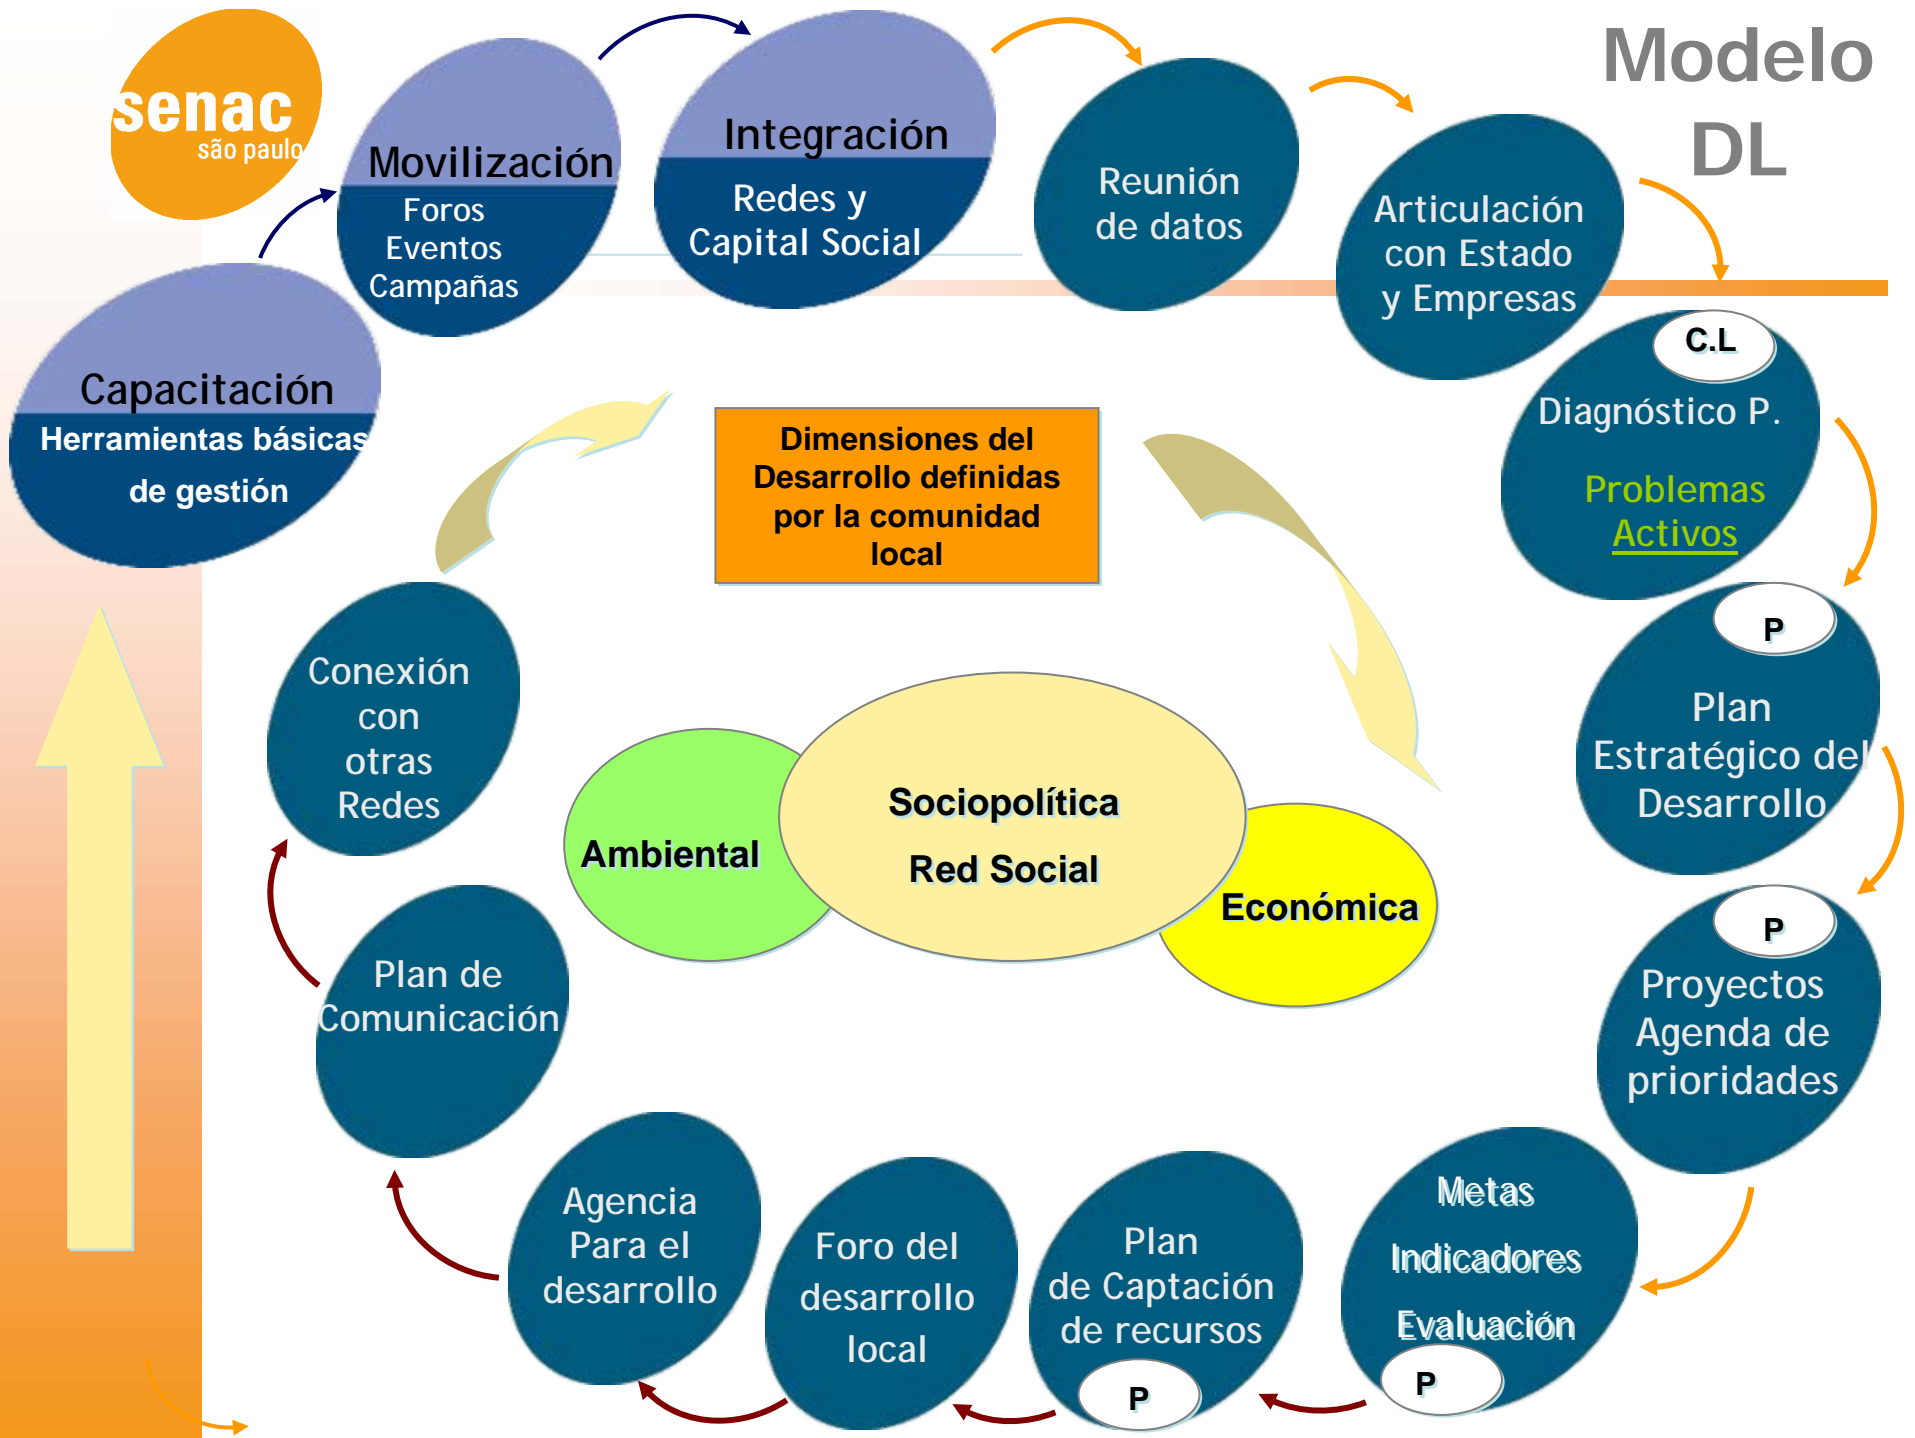 senac
são paulo
Modelo
DL
Capacitación
Herramientas básicas
de gestión
Movilización
Foros
Eventos
Campañas
Integración
Redes y
Capital Social
Reunión
de datos
Articulación
con Estado
y Empresas
C.L
Diagnóstico P.
Problemas
Activos
P
Plan
Estratégico del
Desarrollo
P
Proyectos
Agenda de
prioridades
Metas
Indicadores
Evaluación
P
Plan
de Captación
de recursos
P
Foro del
desarrollo
local
Agencia
Para el
desarrollo
Plan de
Comunicación
Conexión
con
otras
Redes
Dimensiones del
Desarrollo definidas
por la comunidad
local
Ambiental
Sociopolítica
Red Social
Económica